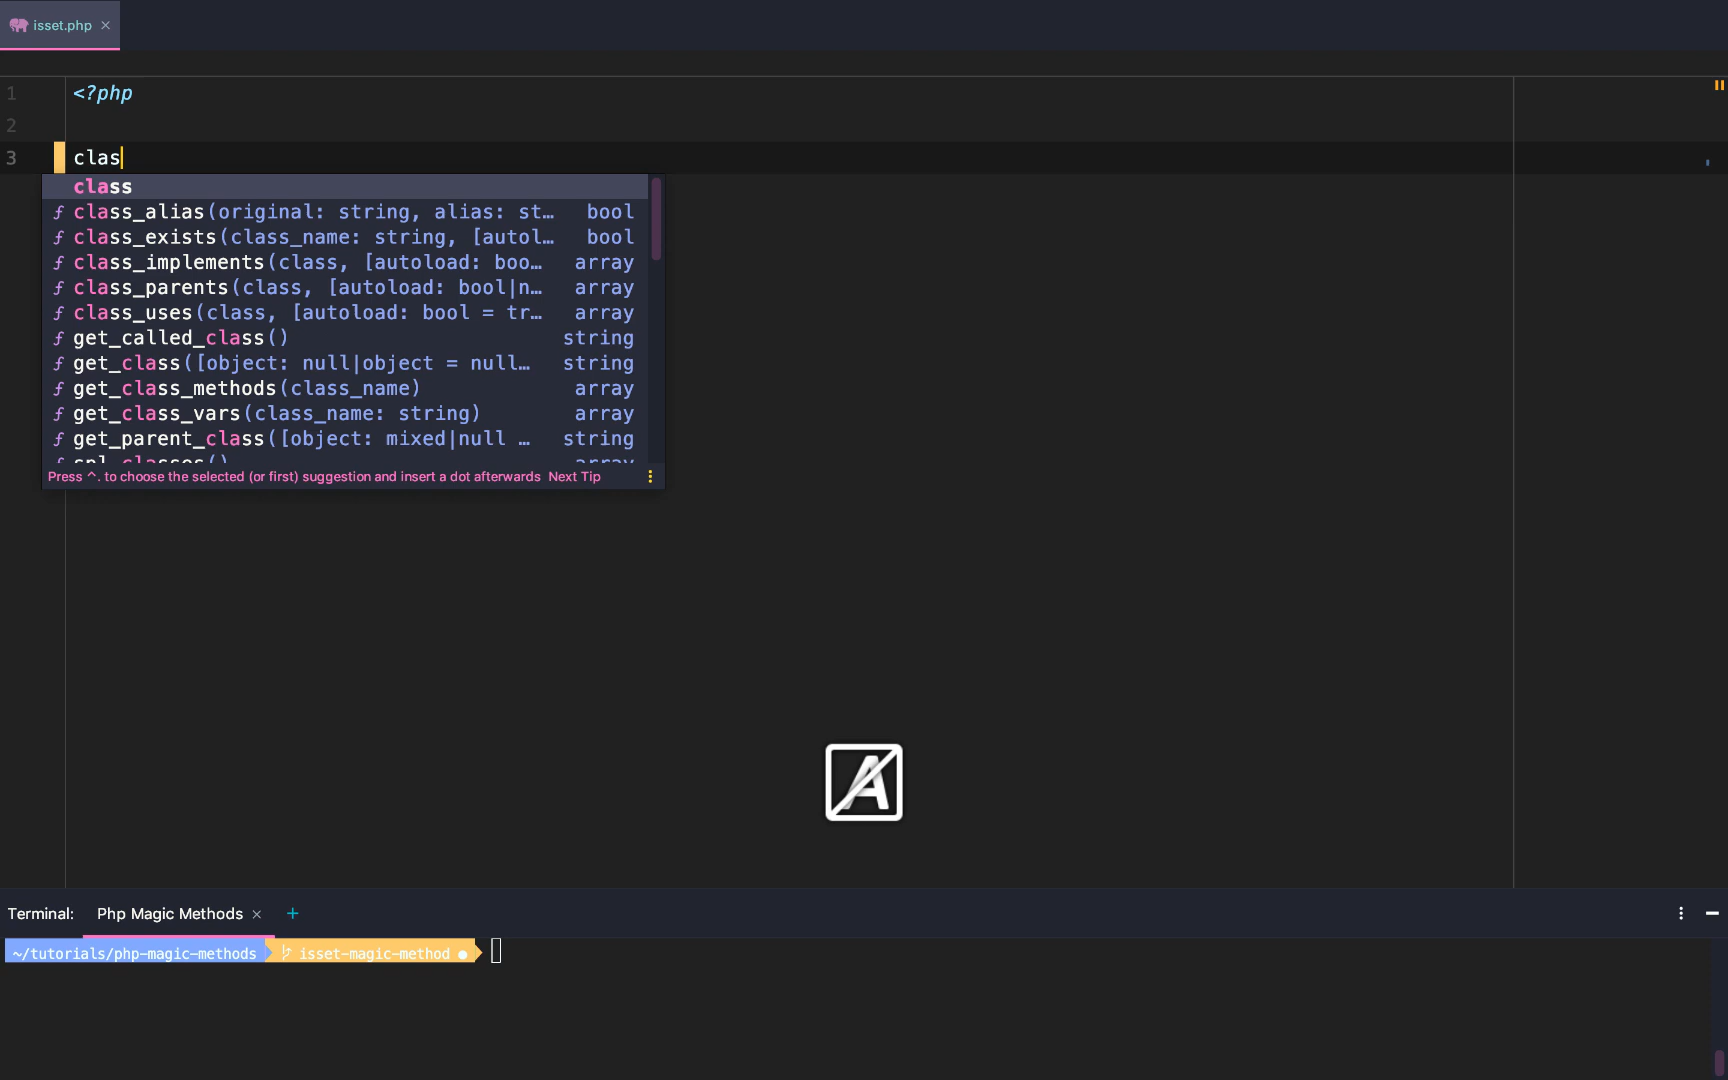 isset.php ×
1 <?php
2
3 clas
class
f class_alias(original: string, alias: st… bool
f class_exists(class_name: string, [autol… bool
f class_implements(class, [autoload: boo… array
f class_parents(class, [autoload: bool|n… array
f class_uses(class, [autoload: bool = tr… array
f get_called_class() string
f get_class([object: null|object = null… string
f get_class_methods(class_name) array
f get_class_vars(class_name: string) array
f get_parent_class([object: mixed|null … string
f spl_classes() array
Press ^. to choose the selected (or first) suggestion and insert a dot afterwards Next Tip
A
Terminal: Php Magic Methods × +
~/tutorials/php-magic-methods isset-magic-method ●